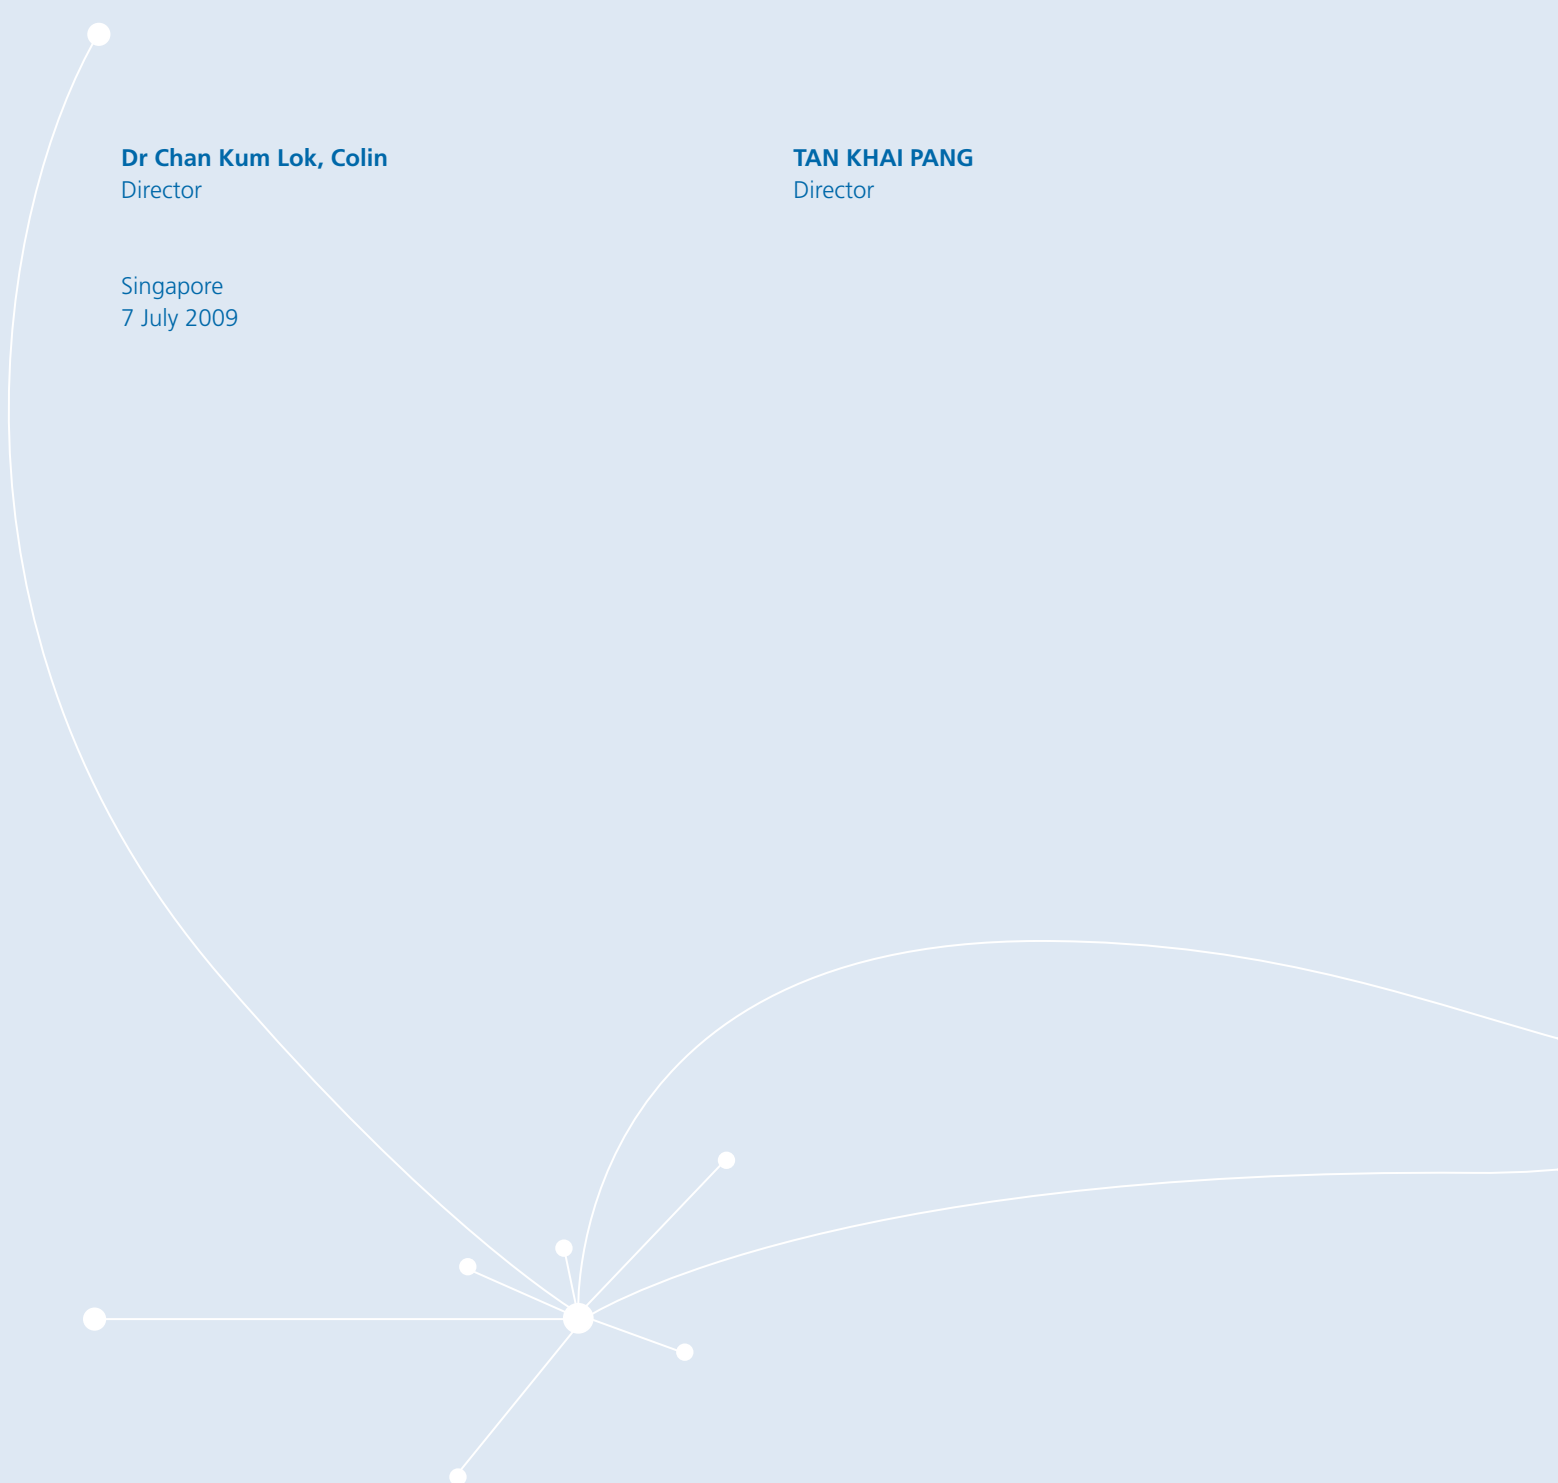 Dr Chan Kum Lok, Colin
Director
TAN KHAI PANG
Director
Singapore
7 July 2009